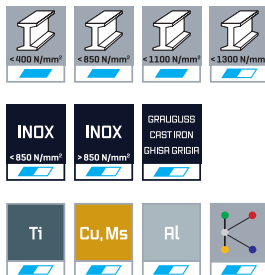 <400 N/mm²
<850 N/mm²
<1100 N/mm²
<1300 N/mm²
INOX
<850 N/mm²
INOX
>850 N/mm²
GRAUGUSS
CAST IRON
GHISA GRIGIA
Ti
Cu, Ms
Al